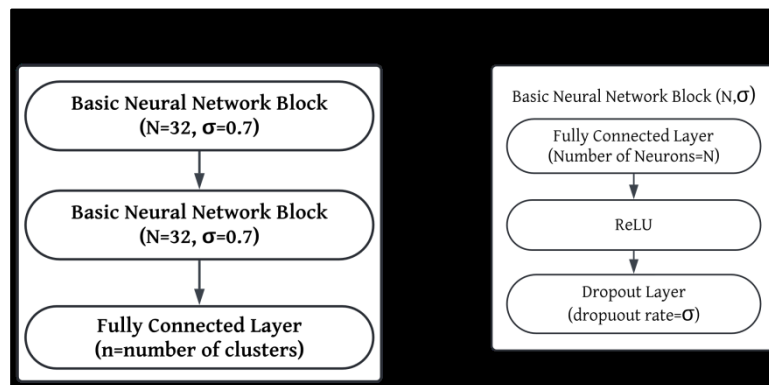 Basic Neural Network Block
(N=32, σ=0.7)
Basic Neural Network Block
(N=32, σ=0.7)
Fully Connected Layer
(n=number of clusters)
Basic Neural Network Block (N,σ)
Fully Connected Layer
(Number of Neurons=N)
ReLU
Dropout Layer
(dropuout rate=σ)